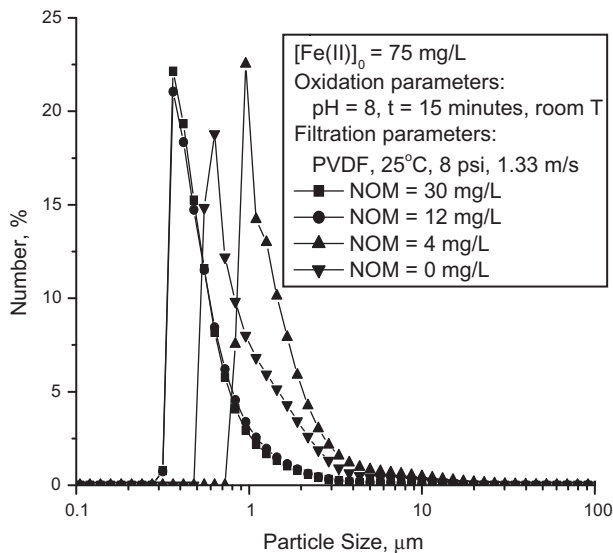 25
20
15
10
5
0
Number, %
[Fe(II)]0 = 75 mg/L
Oxidation parameters:
pH = 8, t = 15 minutes, room T
Filtration parameters:
PVDF, 25°C, 8 psi, 1.33 m/s
NOM = 30 mg/L
NOM = 12 mg/L
NOM = 4 mg/L
NOM = 0 mg/L
0.1 1 10 100
Particle Size, μm